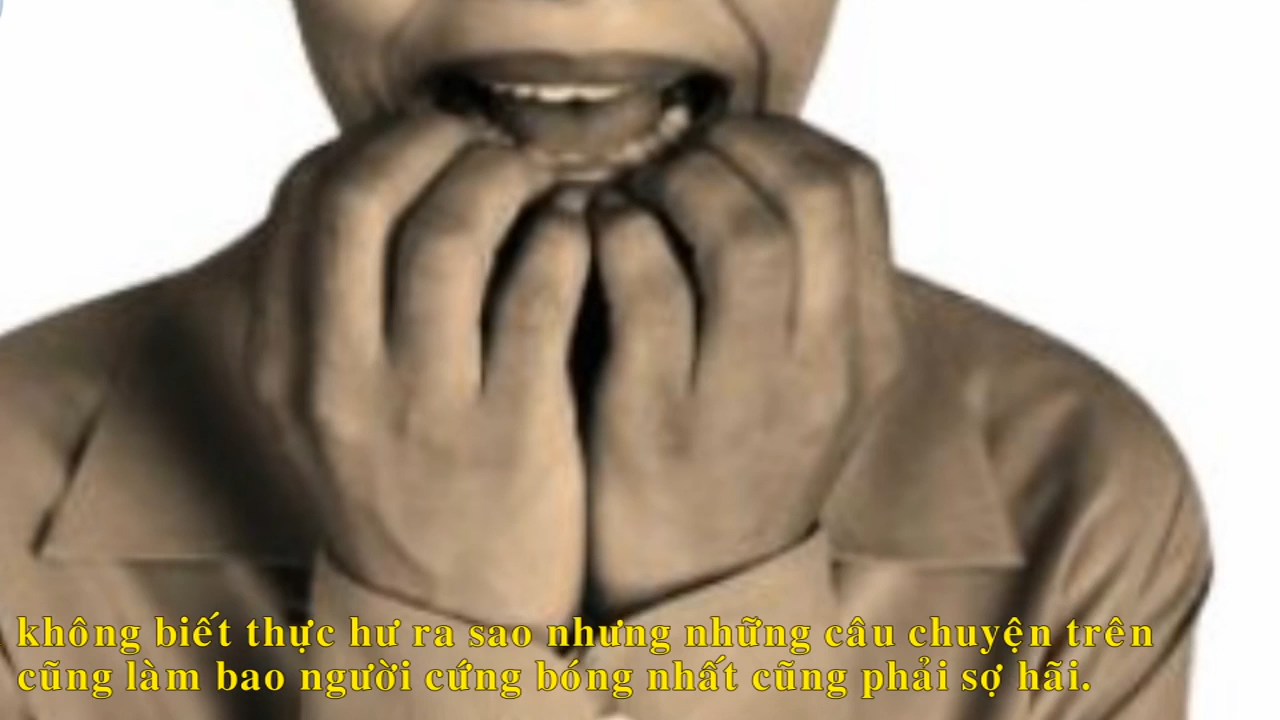 không biết thực hư ra sao nhưng những câu chuyện trên
cũng làm bao người cứng bóng nhất cũng phải sợ hãi.